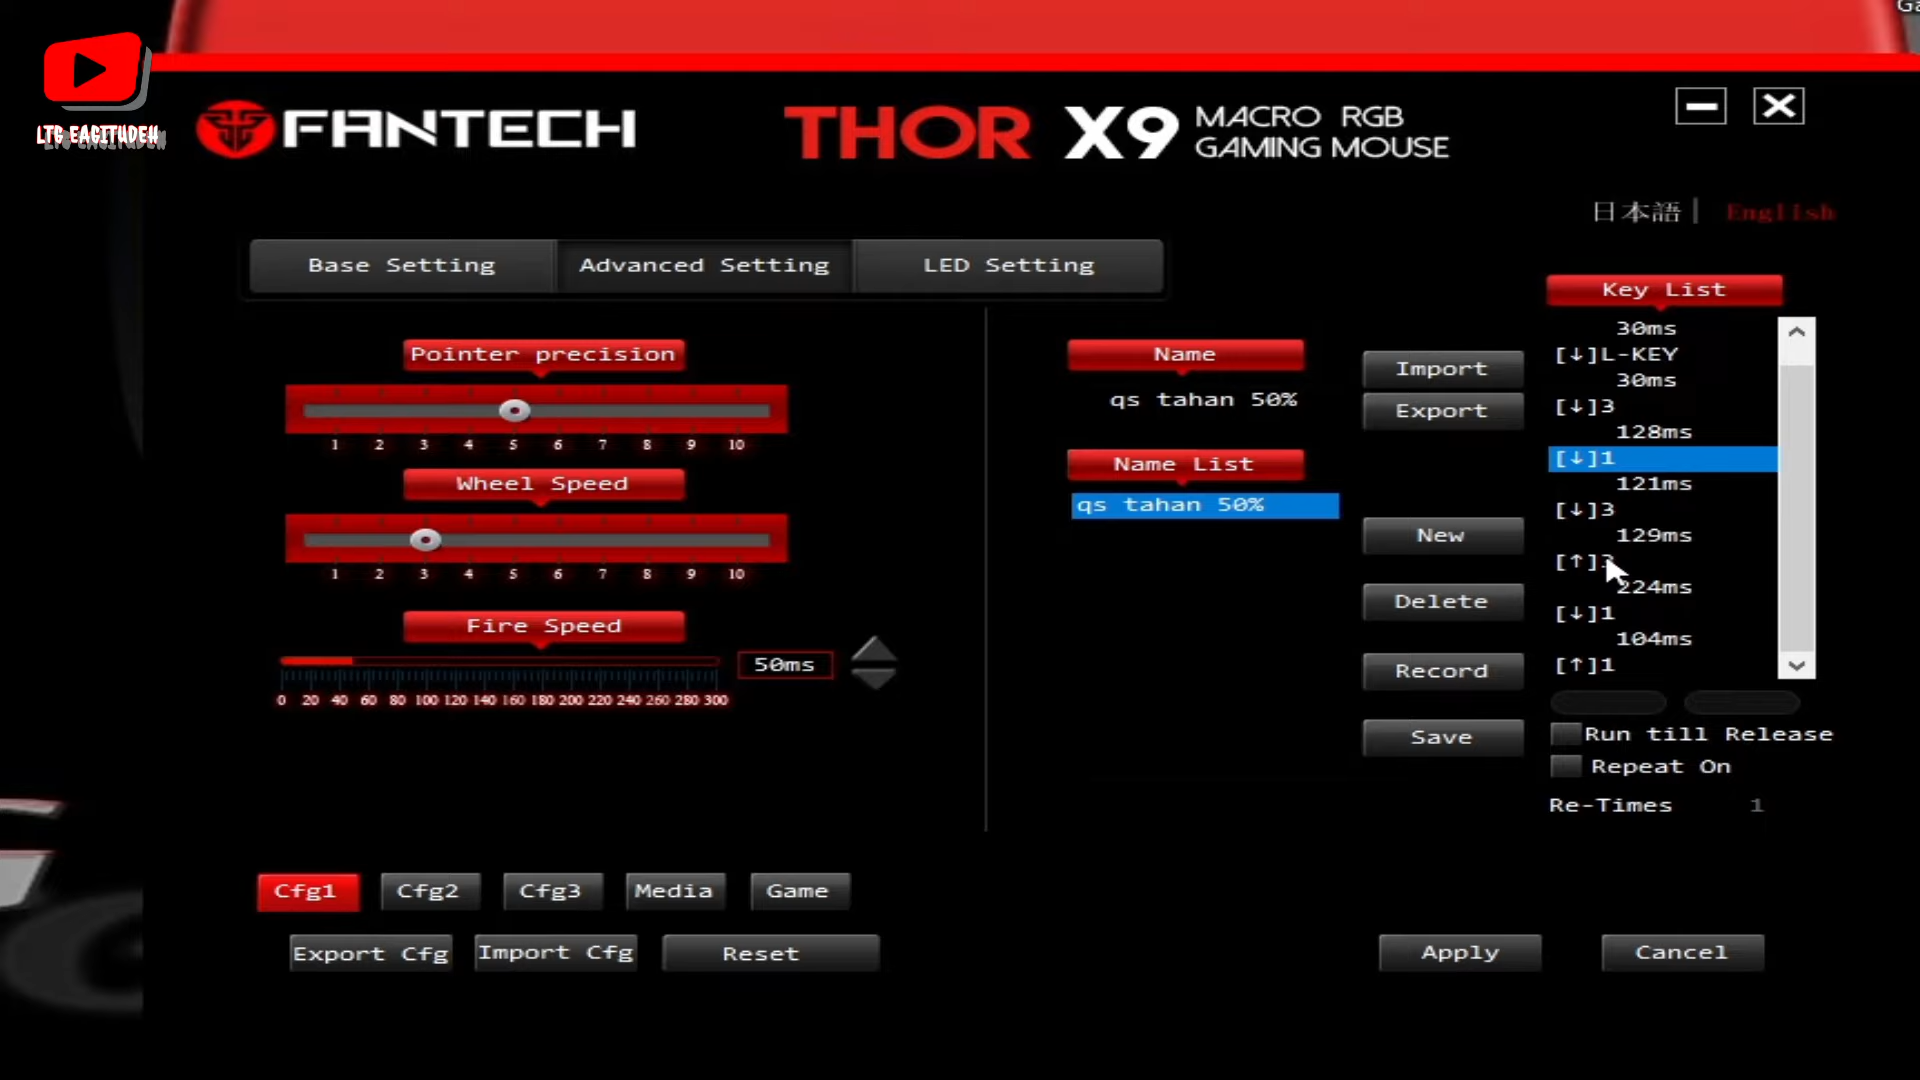 Ga
LTG EAGITUDEH
FANTECH
THOR X9 MACRO RGB
GAMING MOUSE
日本語 | English
Base Setting
Advanced Setting
LED Setting
Pointer precision
1 2 3 4 5 6 7 8 9 10
Wheel Speed
1 2 3 4 5 6 7 8 9 10
Fire Speed
50ms
0 20 40 60 80 100 120 140 160 180 200 220 240 260 280 300
Name
qs tahan 50%
Name List
qs tahan 50%
Import
Export
New
Delete
Record
Save
Key List
30ms
[↓]L-KEY
30ms
[↓]3
128ms
[↓]1
121ms
[↓]3
129ms
[↑]3
224ms
[↓]1
104ms
[↑]1
Run till Release
Repeat On
Re-Times 1
Cfg1
Cfg2
Cfg3
Media
Game
Export Cfg
Import Cfg
Reset
Apply
Cancel